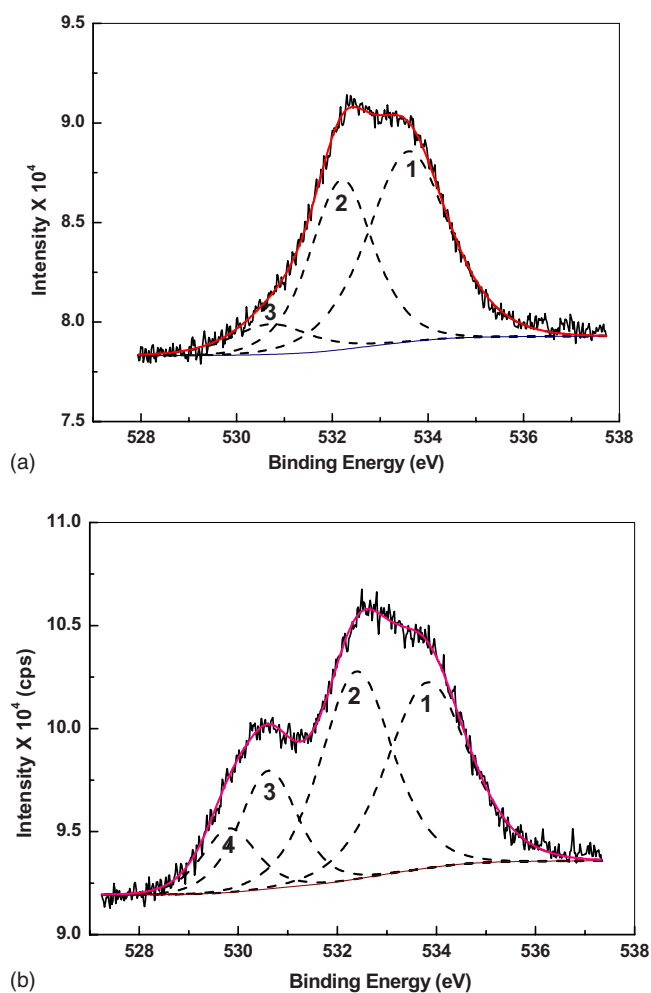 9.5
9.0
8.5
8.0
7.5
Intensity X 10⁴
1
2
3
528 530 532 534 536 538
Binding Energy (eV)
(a)
11.0
10.5
10.0
9.5
9.0
Intensity X 10⁴ (cps)
2 1
3
4
528 530 532 534 536 538
Binding Energy (eV)
(b)